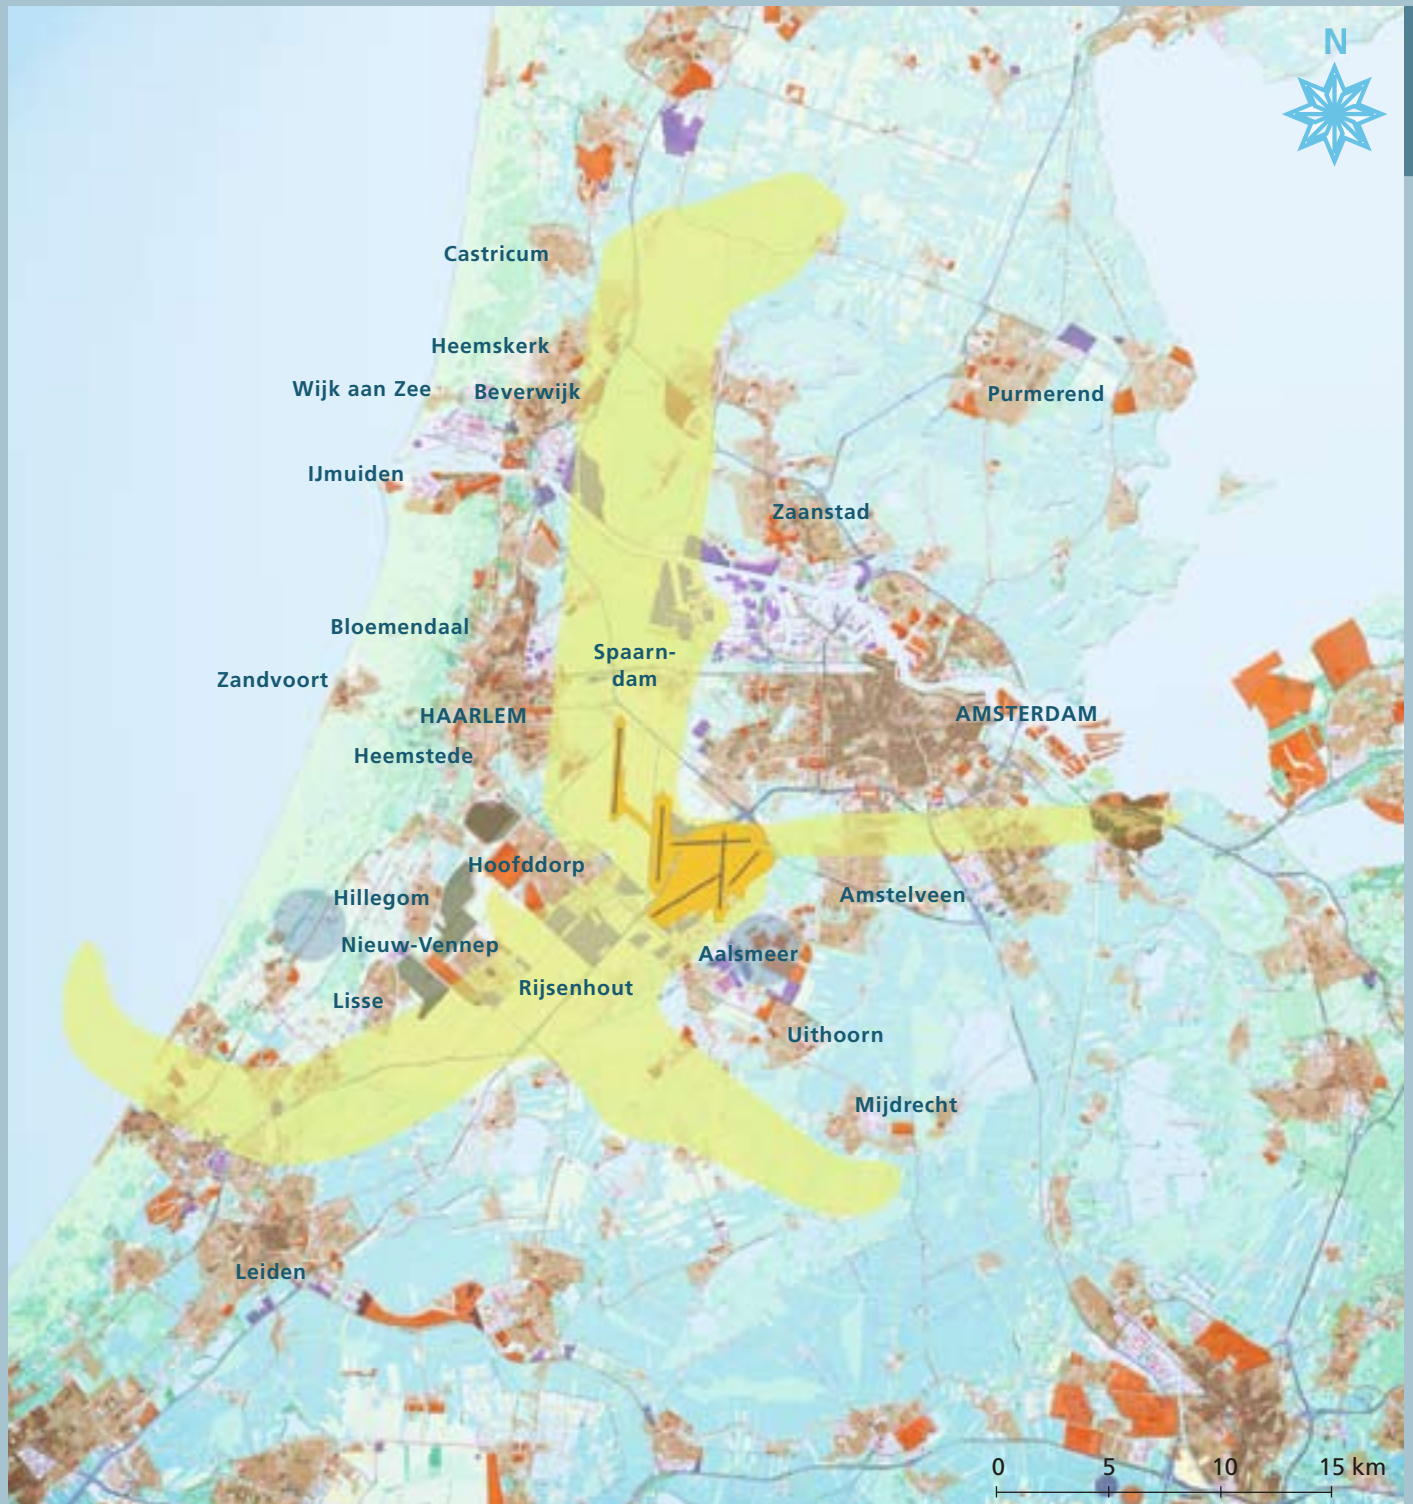 N
Castricum
Heemskerk
Wijk aan Zee
Beverwijk
Purmerend
IJmuiden
Zaanstad
Bloemendaal
Spaarn-
dam
Zandvoort
HAARLEM
AMSTERDAM
Heemstede
Hoofddorp
Hillegom
Amstelveen
Nieuw-Vennep
Aalsmeer
Rijsenhout
Lisse
Uithoorn
Mijdrecht
Leiden
0 5 10 15 km